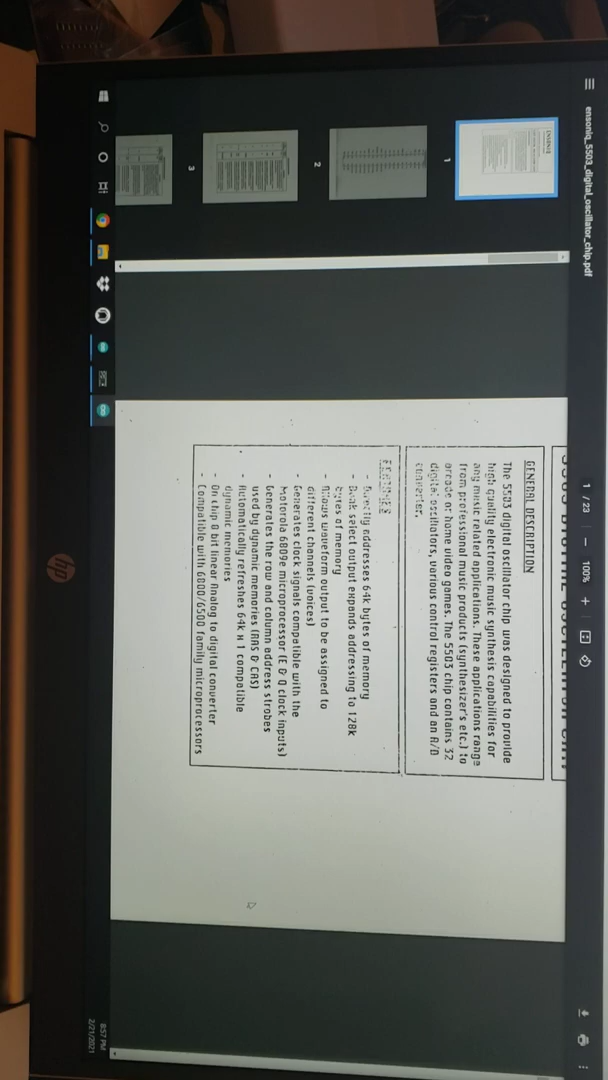 ensoniq_5503_digital_oscillator_chip.pdf
1 / 23
100%
1
2
3
GENERAL DESCRIPTION
The 5503 digital oscillator chip was designed to provide
high quality electronic music synthesis capabilities for
any music related applications. These applications range
from professional music products (synthesizer's etc.) to
arcade or home video games. The 5503 chip contains 32
digital oscillators, various control registers and an A/D
converter.
FEATURES
- Directly addresses 64k bytes of memory
- Bank select output expands addressing to 128k
bytes of memory
- Allows waveform output to be assigned to
different channels (voices)
- Generates clock signals compatible with the
Motorola 6809e microprocessor (E & Q clock inputs)
- Generates the row and column address strobes
used by dynamic memories (RAS & CAS)
- Automatically refreshes 64k x 1 compatible
dynamic memories
- On chip 8 bit linear Analog to digital converter
- Compatible with 6800/6500 family microprocessors
8:57 PM
2/21/2021
hp